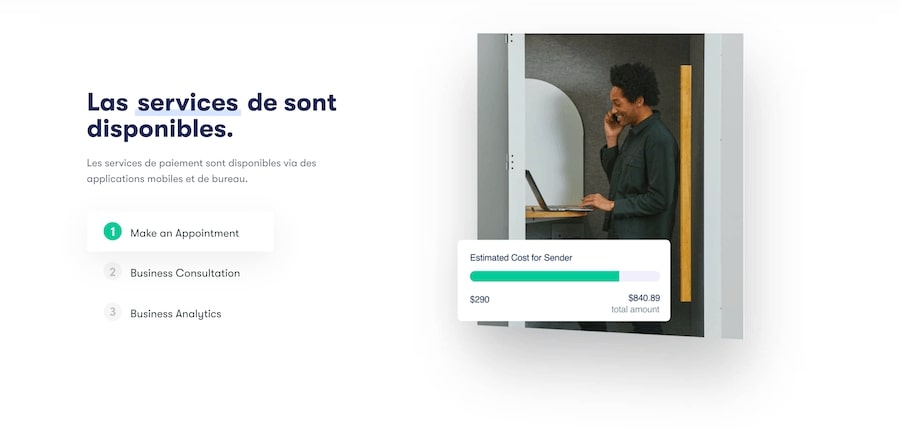 Las services de sont
disponibles.
Les services de paiement sont disponibles via des
applications mobiles et de bureau.
1 Make an Appointment
2 Business Consultation
3 Business Analytics
Estimated Cost for Sender
$290
$840.89
total amount